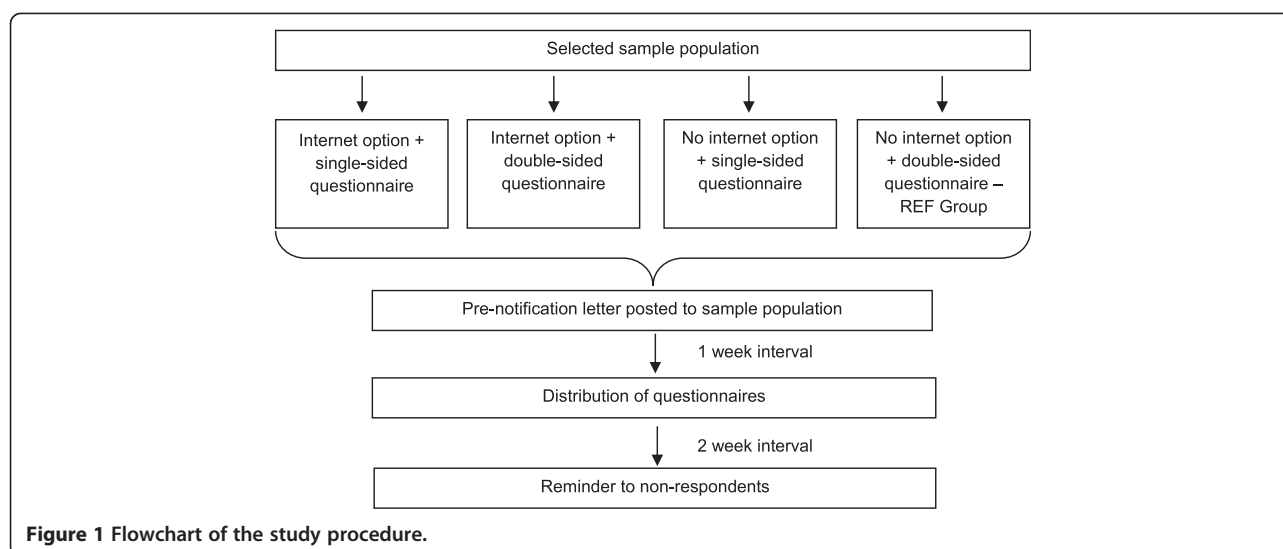 Selected sample population
Internet option +
single-sided
questionnaire
Internet option +
double-sided
questionnaire
No internet option
+ single-sided
questionnaire
No internet option
+ double-sided
questionnaire –
REF Group
Pre-notification letter posted to sample population
1 week interval
Distribution of questionnaires
2 week interval
Reminder to non-respondents
Figure 1 Flowchart of the study procedure.